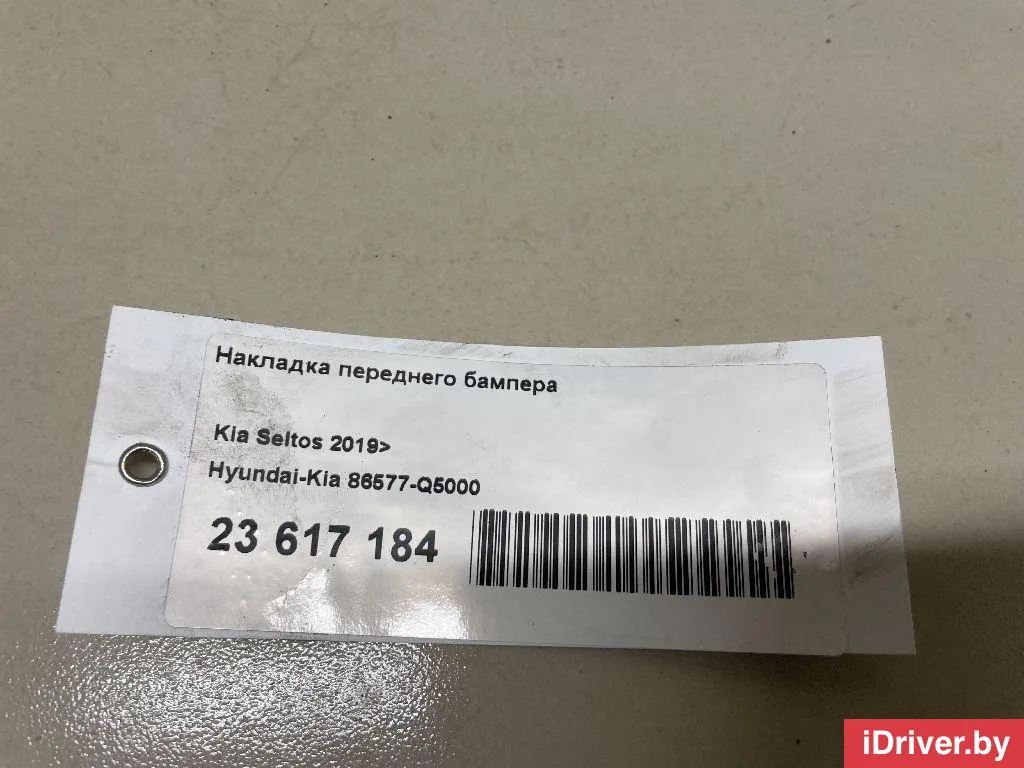 Накладка переднего бампера
Kia Seltos 2019>
Hyundai-Kia 86577-Q5000
23 617 184
iDriver.by